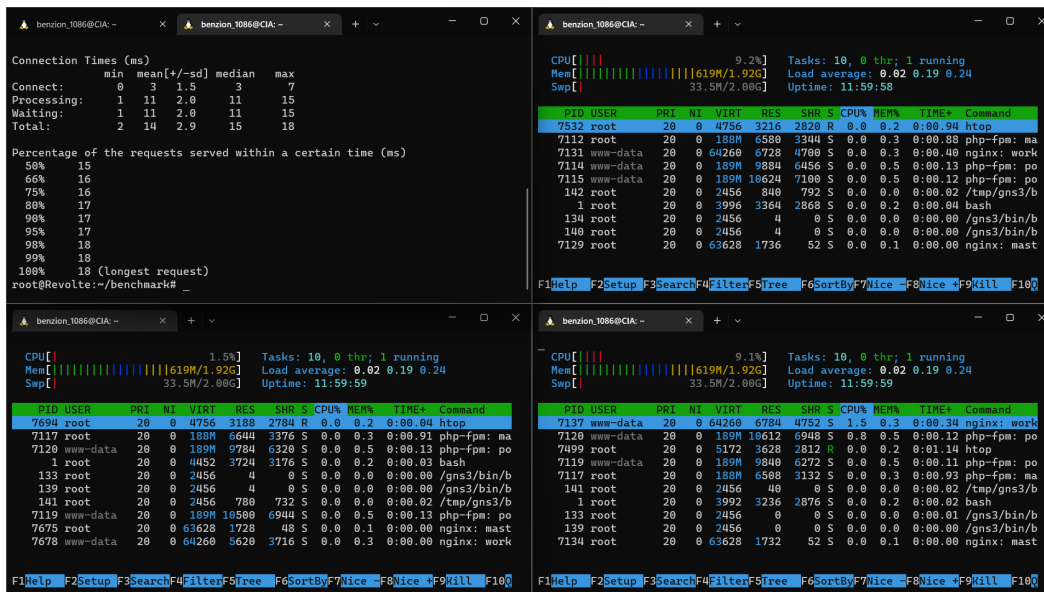 benzion_1086@CIA: ~ × benzion_1086@CIA: ~ × + − □ ×
Connection Times (ms)
min mean[+/-sd] median max
Connect: 0 3 1.5 3 7
Processing: 1 11 2.0 11 15
Waiting: 1 11 2.0 11 15
Total: 2 14 2.9 15 18
Percentage of the requests served within a certain time (ms)
50% 15
66% 16
75% 16
80% 17
90% 17
95% 17
98% 18
99% 18
100% 18 (longest request)
root@Revolte:~/benchmark# _
benzion_1086@CIA: ~ × + − □ ×
CPU[|||| 9.2%] Tasks: 10, 0 thr; 1 running
Mem[||||||||||||||||||||619M/1.92G] Load average: 0.02 0.19 0.24
Swp[| 33.5M/2.00G] Uptime: 11:59:58
PID USER PRI NI VIRT RES SHR S CPU% MEM% TIME+ Command
7532 root 20 0 4756 3216 2820 R 0.0 0.2 0:00.94 htop
7112 root 20 0 188M 6580 3344 S 0.0 0.3 0:00.88 php-fpm: ma
7131 www-data 20 0 64260 6728 4700 S 0.0 0.3 0:00.40 nginx: work
7114 www-data 20 0 189M 9884 6456 S 0.0 0.5 0:00.13 php-fpm: po
7115 www-data 20 0 189M 10624 7100 S 0.0 0.5 0:00.12 php-fpm: po
142 root 20 0 2456 840 792 S 0.0 0.0 0:00.02 /tmp/gns3/b
1 root 20 0 3996 3364 2868 S 0.0 0.2 0:00.04 bash
134 root 20 0 2456 4 0 S 0.0 0.0 0:00.00 /gns3/bin/b
140 root 20 0 2456 4 0 S 0.0 0.0 0:00.00 /gns3/bin/b
7129 root 20 0 63628 1736 52 S 0.0 0.1 0:00.00 nginx: mast
F1Help F2Setup F3SearchF4FilterF5Tree F6SortByF7Nice -F8Nice +F9Kill F10Q
benzion_1086@CIA: ~ × + − □ ×
CPU[| 1.5%] Tasks: 10, 0 thr; 1 running
Mem[||||||||||||||||||||619M/1.92G] Load average: 0.02 0.19 0.24
Swp[| 33.5M/2.00G] Uptime: 11:59:59
PID USER PRI NI VIRT RES SHR S CPU% MEM% TIME+ Command
7694 root 20 0 4756 3188 2784 R 0.0 0.2 0:00.04 htop
7117 root 20 0 188M 6644 3376 S 0.0 0.3 0:00.91 php-fpm: ma
7120 www-data 20 0 189M 9784 6320 S 0.0 0.5 0:00.13 php-fpm: po
1 root 20 0 4452 3724 3176 S 0.0 0.2 0:00.03 bash
133 root 20 0 2456 4 0 S 0.0 0.0 0:00.00 /gns3/bin/b
139 root 20 0 2456 4 0 S 0.0 0.0 0:00.00 /gns3/bin/b
141 root 20 0 2456 780 732 S 0.0 0.0 0:00.02 /tmp/gns3/b
7119 www-data 20 0 189M 10500 6944 S 0.0 0.5 0:00.13 php-fpm: po
7675 root 20 0 63628 1728 48 S 0.0 0.1 0:00.00 nginx: mast
7678 www-data 20 0 64260 5620 3716 S 0.0 0.3 0:00.00 nginx: work
F1Help F2Setup F3SearchF4FilterF5Tree F6SortByF7Nice -F8Nice +F9Kill F10Q
benzion_1086@CIA: ~ × + − □ ×
CPU[|||| 9.1%] Tasks: 10, 0 thr; 1 running
Mem[||||||||||||||||||||619M/1.92G] Load average: 0.02 0.19 0.24
Swp[| 33.5M/2.00G] Uptime: 11:59:59
PID USER PRI NI VIRT RES SHR S CPU% MEM% TIME+ Command
7137 www-data 20 0 64260 6784 4752 S 1.5 0.3 0:00.34 nginx: work
7120 www-data 20 0 189M 10612 6948 S 0.8 0.5 0:00.12 php-fpm: po
7499 root 20 0 5172 3628 2812 R 0.0 0.2 0:01.14 htop
7119 www-data 20 0 189M 9840 6272 S 0.0 0.5 0:00.11 php-fpm: po
7117 root 20 0 188M 6508 3132 S 0.0 0.3 0:00.93 php-fpm: ma
141 root 20 0 2456 40 0 S 0.0 0.0 0:00.02 /tmp/gns3/b
1 root 20 0 3992 3236 2876 S 0.0 0.2 0:00.02 bash
133 root 20 0 2456 0 0 S 0.0 0.0 0:00.01 /gns3/bin/b
139 root 20 0 2456 0 0 S 0.0 0.0 0:00.00 /gns3/bin/b
7134 root 20 0 63628 1732 52 S 0.0 0.1 0:00.00 nginx: mast
F1Help F2Setup F3SearchF4FilterF5Tree F6SortByF7Nice -F8Nice +F9Kill F10Q